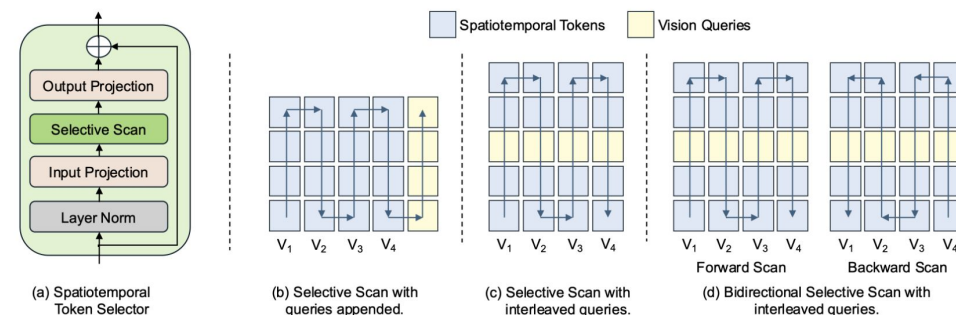 Spatiotemporal Tokens
Vision Queries
Output Projection
Selective Scan
Input Projection
Layer Norm
V1 V2 V3 V4
V1 V2 V3 V4
V1 V2 V3 V4
V1 V2 V3 V4
Forward Scan
Backward Scan
(a) Spatiotemporal
Token Selector
(b) Selective Scan with
queries appended.
(c) Selective Scan with
interleaved queries.
(d) Bidirectional Selective Scan with
interleaved queries.